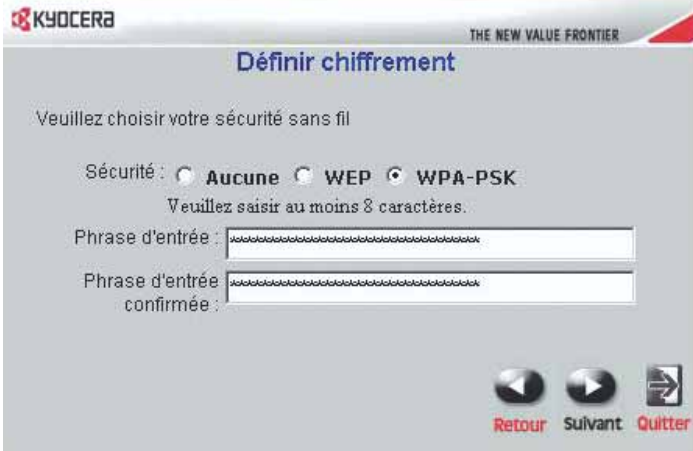 KYOCERA
THE NEW VALUE FRONTIER
Définir chiffrement
Veuillez choisir votre sécurité sans fil
Sécurité : Aucune WEP WPA-PSK
Veuillez saisir au moins 8 caractères.
Phrase d'entrée : ***********************************
Phrase d'entrée
confirmée : ***********************************
Retour Suivant Quitter